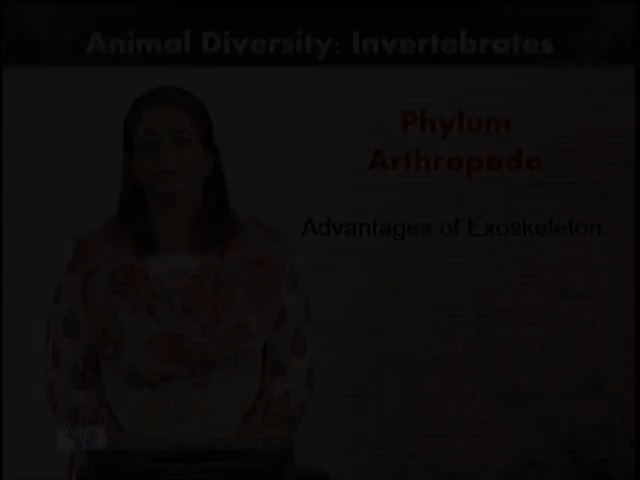 Animal Diversity: Invertebrates
Phylum
Arthropoda
Advantages of Exoskeleton